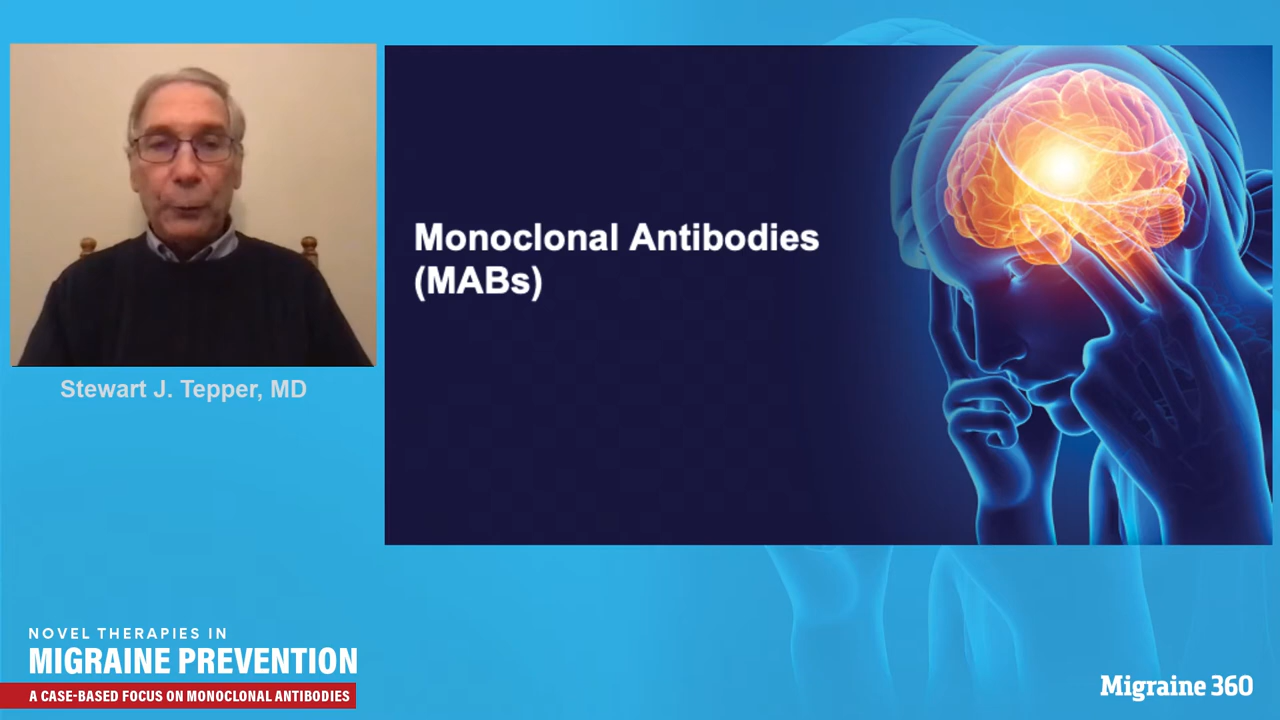 Monoclonal Antibodies
(MABs)
Stewart J. Tepper, MD
NOVEL THERAPIES IN
MIGRAINE PREVENTION
A CASE-BASED FOCUS ON MONOCLONAL ANTIBODIES
Migraine 360